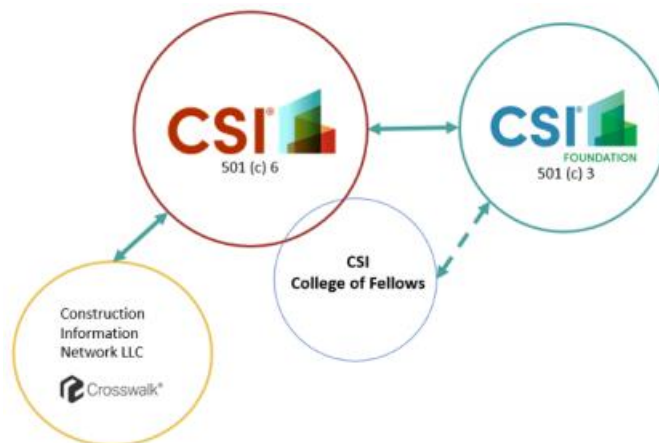 CSI®
501 (c) 6
CSI®
FOUNDATION
501 (c) 3
CSI
College of Fellows
Construction
Information
Network LLC
Crosswalk®